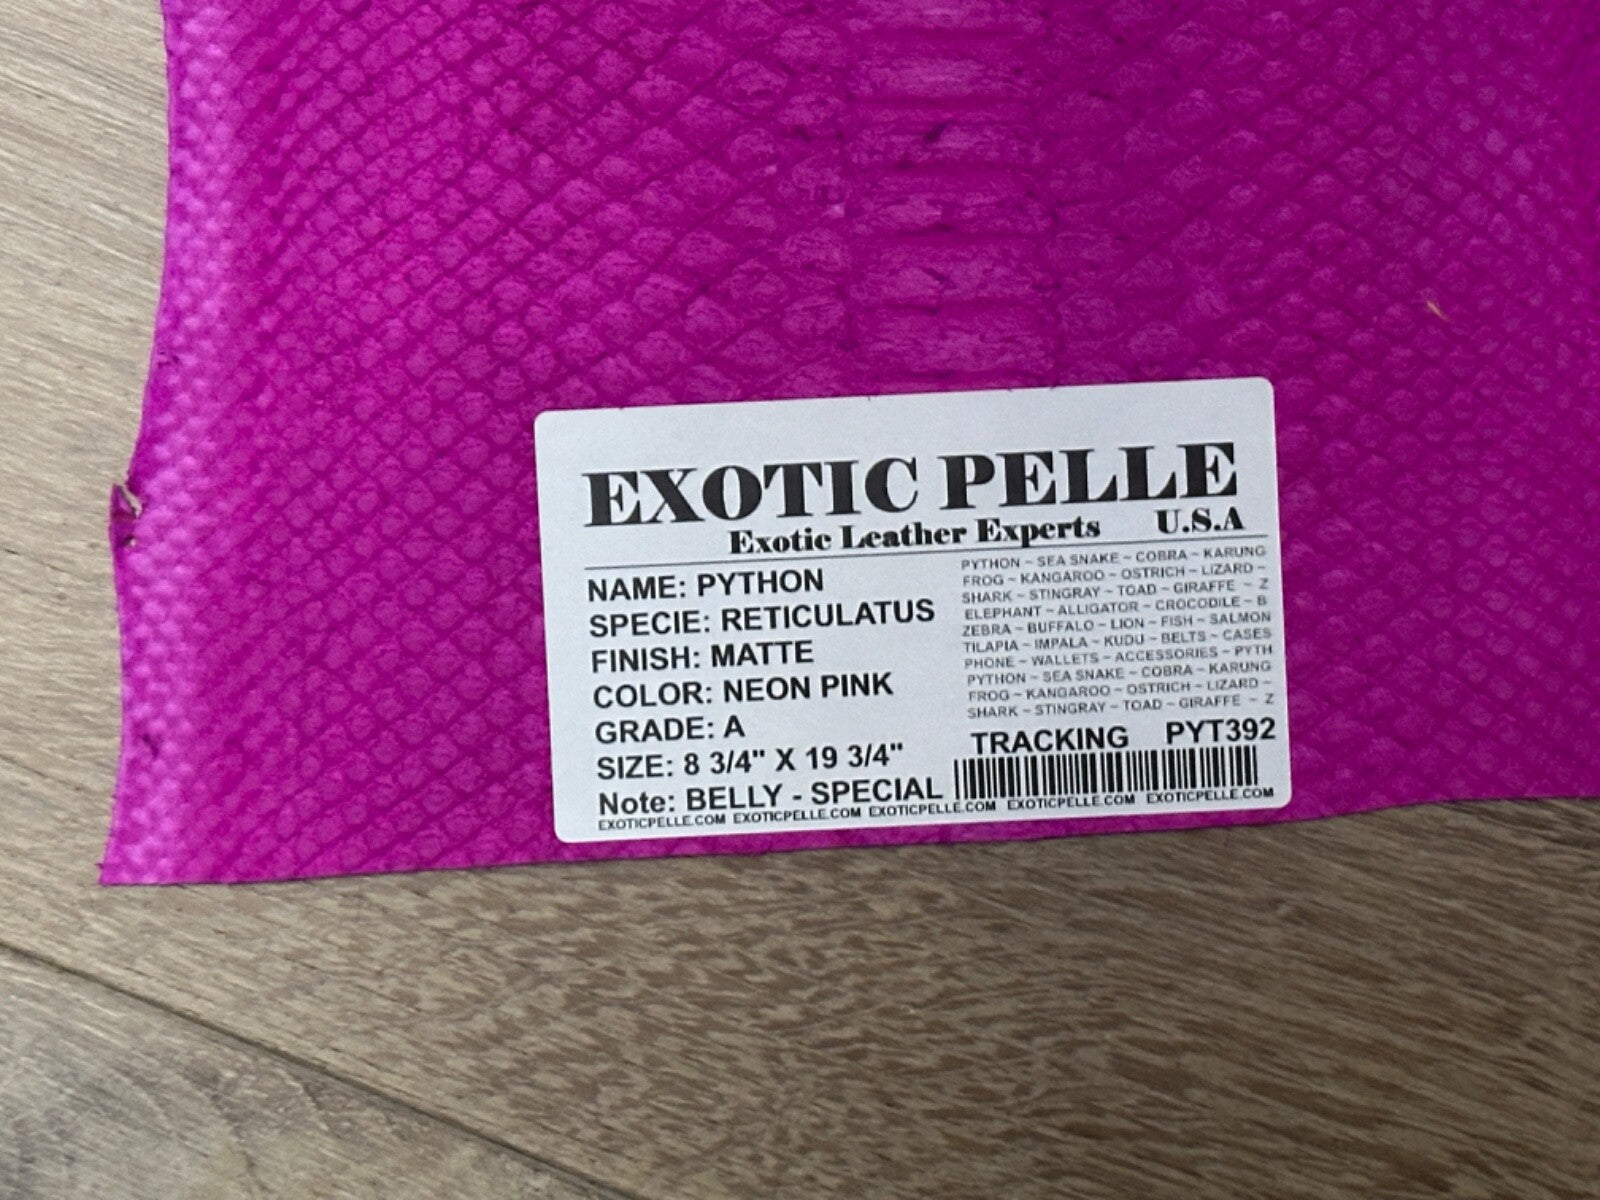 EXOTIC PELLE
Exotic Leather Experts U.S.A
NAME: PYTHON
SPECIE: RETICULATUS
FINISH: MATTE
COLOR: NEON PINK
GRADE: A
SIZE: 8 3/4" X 19 3/4"
Note: BELLY - SPECIAL
PYTHON ~ SEA SNAKE ~ COBRA ~ KARUNG
FROG ~ KANGAROO ~ OSTRICH ~ LIZARD ~
SHARK ~ STINGRAY ~ TOAD ~ GIRAFFE ~ Z
ELEPHANT ~ ALLIGATOR ~ CROCODILE ~ B
ZEBRA ~ BUFFALO ~ LION ~ FISH ~ SALMON
TILAPIA ~ IMPALA ~ KUDU ~ BELTS ~ CASES
PHONE ~ WALLETS ~ ACCESSORIES ~ PYTH
PYTHON ~ SEA SNAKE ~ COBRA ~ KARUNG
FROG ~ KANGAROO ~ OSTRICH ~ LIZARD ~
SHARK ~ STINGRAY ~ TOAD ~ GIRAFFE ~ Z
TRACKING PYT392
EXOTICPELLE.COM EXOTICPELLE.COM EXOTICPELLE.COM EXOTICPELLE.COM EXOTICPELLE.COM